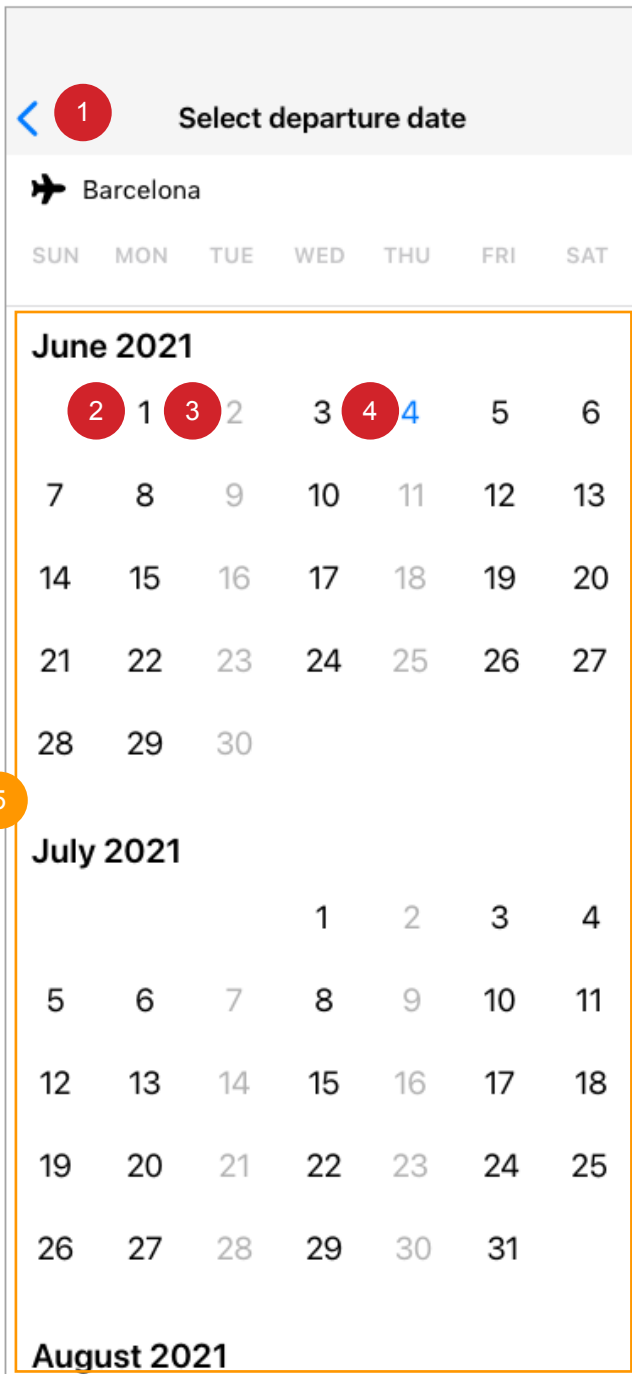 1
Select departure date
Barcelona
SUN MON TUE WED THU FRI SAT
June 2021
2 1 3 2 3 4 4 5 6
7 8 9 10 11 12 13
14 15 16 17 18 19 20
21 22 23 24 25 26 27
28 29 30
5
July 2021
1 2 3 4
5 6 7 8 9 10 11
12 13 14 15 16 17 18
19 20 21 22 23 24 25
26 27 28 29 30 31
August 2021